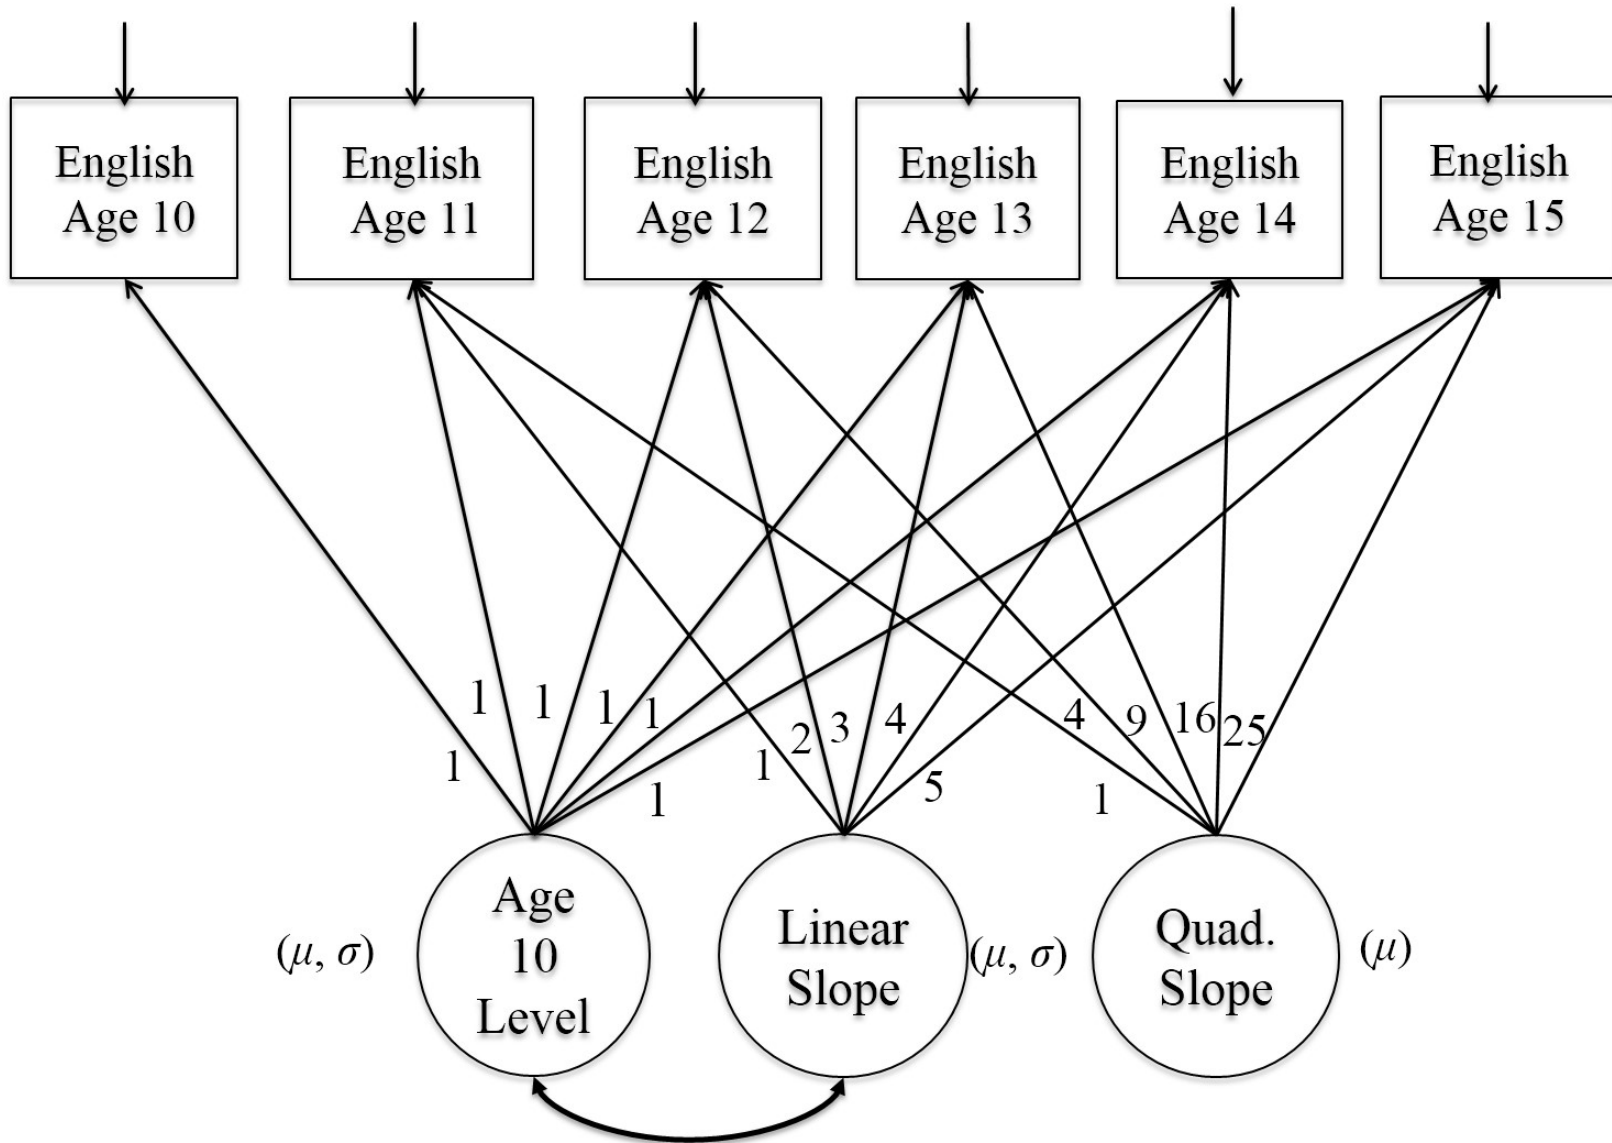 English
Age 10
English
Age 11
English
Age 12
English
Age 13
English
Age 14
English
Age 15
1
1
1
1
1
1
1
2
3
4
5
1
4
9
16
25
(μ, σ)
Age
10
Level
Linear
Slope
(μ, σ)
Quad.
Slope
(μ)